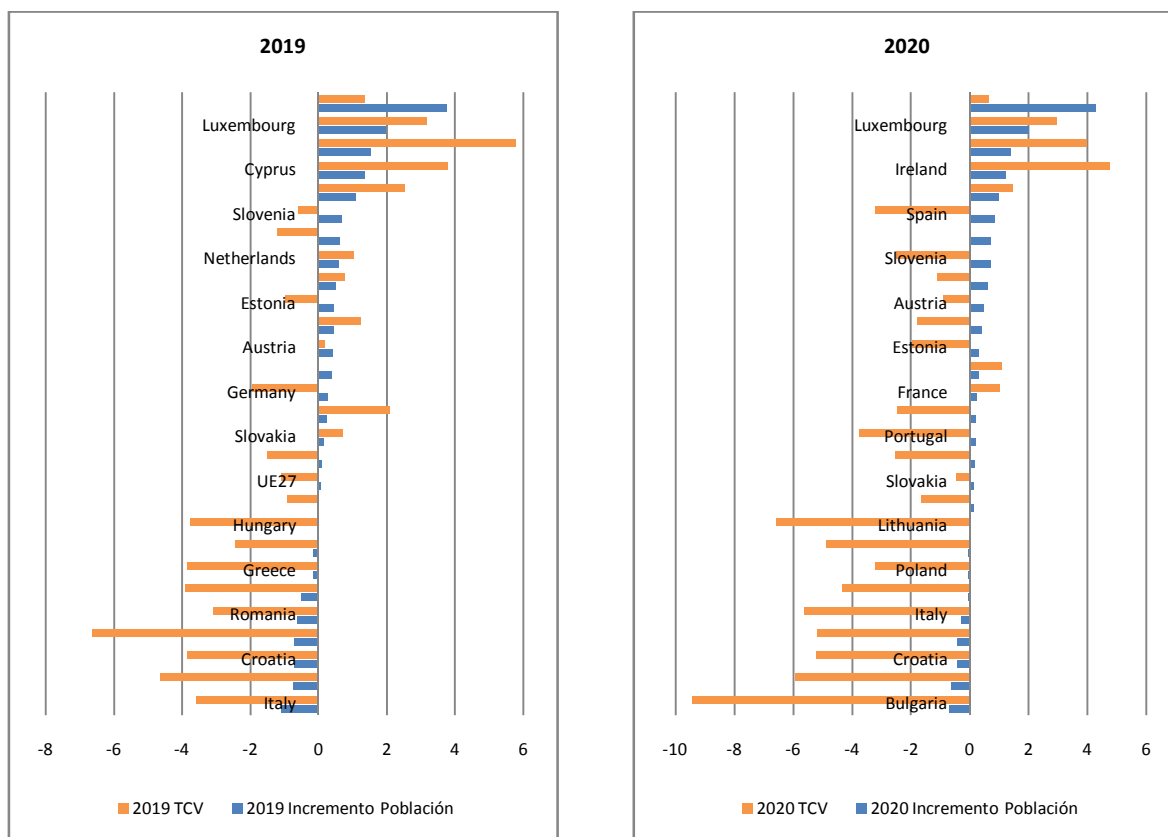 2019
Luxembourg
Cyprus
Slovenia
Netherlands
Estonia
Austria
Germany
Slovakia
UE27
Hungary
Greece
Romania
Croatia
Italy
-8 -6 -4 -2 0 2 4 6 8
2019 TCV 2019 Incremento Población
2020
Luxembourg
Ireland
Spain
Slovenia
Austria
Estonia
France
Portugal
Slovakia
Lithuania
Poland
Italy
Croatia
Bulgaria
-10 -8 -6 -4 -2 0 2 4 6
2020 TCV 2020 Incremento Población